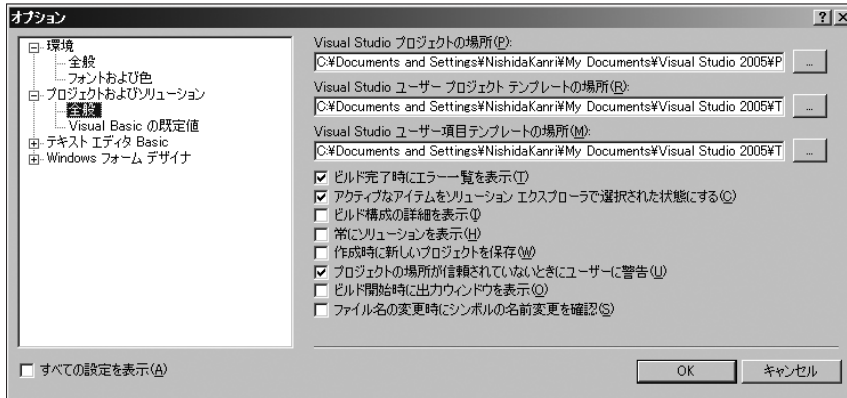 オプション
環境
全般
フォントおよび色
プロジェクトおよびソリューション
全般
Visual Basic の既定値
テキスト エディタ Basic
Windows フォーム デザイナ
すべての設定を表示(A)
Visual Studio プロジェクトの場所(P):
C:¥Documents and Settings¥NishidaKanri¥My Documents¥Visual Studio 2005¥P
...
Visual Studio ユーザー プロジェクト テンプレートの場所(R):
C:¥Documents and Settings¥NishidaKanri¥My Documents¥Visual Studio 2005¥T
...
Visual Studio ユーザー項目テンプレートの場所(M):
C:¥Documents and Settings¥NishidaKanri¥My Documents¥Visual Studio 2005¥T
...
ビルド完了時にエラー一覧を表示(T)
アクティブなアイテムをソリューション エクスプローラで選択された状態にする(C)
ビルド構成の詳細を表示(I)
常にソリューションを表示(H)
作成時に新しいプロジェクトを保存(W)
プロジェクトの場所が信頼されていないときにユーザーに警告(U)
ビルド開始時に出力ウィンドウを表示(O)
ファイル名の変更時にシンボルの名前変更を確認(S)
OK
キャンセル